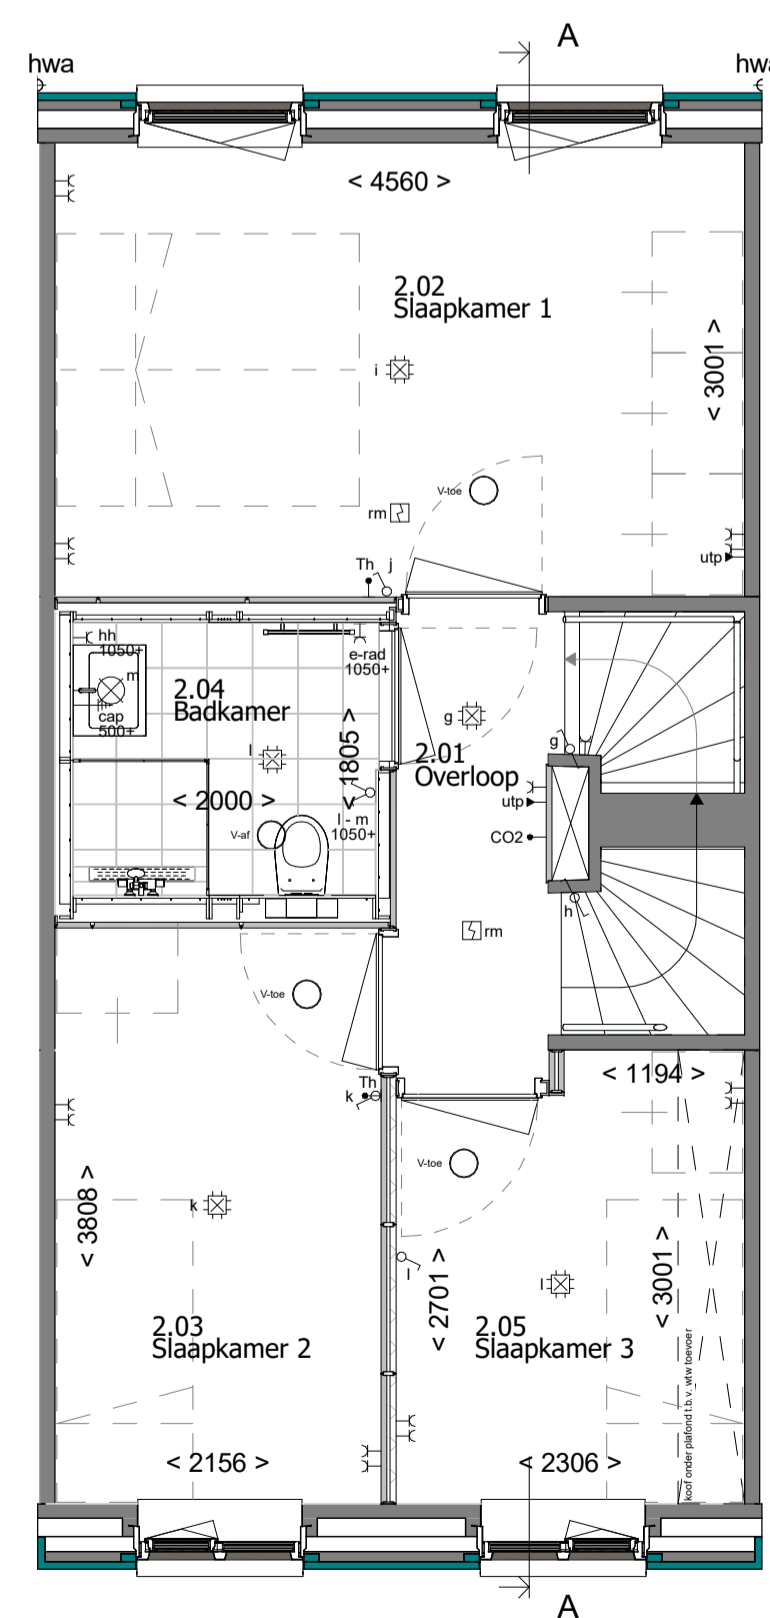 A
hwa
hwa
< 4560 >
2.02
Slaapkamer 1
< 3001 >
i
V-toe
rm
utp
Th
j
hh
1050+
e-rad
1050+
m
2.04
Badkamer
cap
500+
g
g
2.01
Overloop
l
< 1805 >
< 2000 >
utp
l - m
1050+
V-af
CO2
h
rm
V-toe
< 1194 >
Th
k
V-toe
< 3808 >
k
< 2701 >
< 3001 >
l
l
2.03
Slaapkamer 2
2.05
Slaapkamer 3
koof onder plafond t.b.v. wtw toevoer
< 2156 >
< 2306 >
A